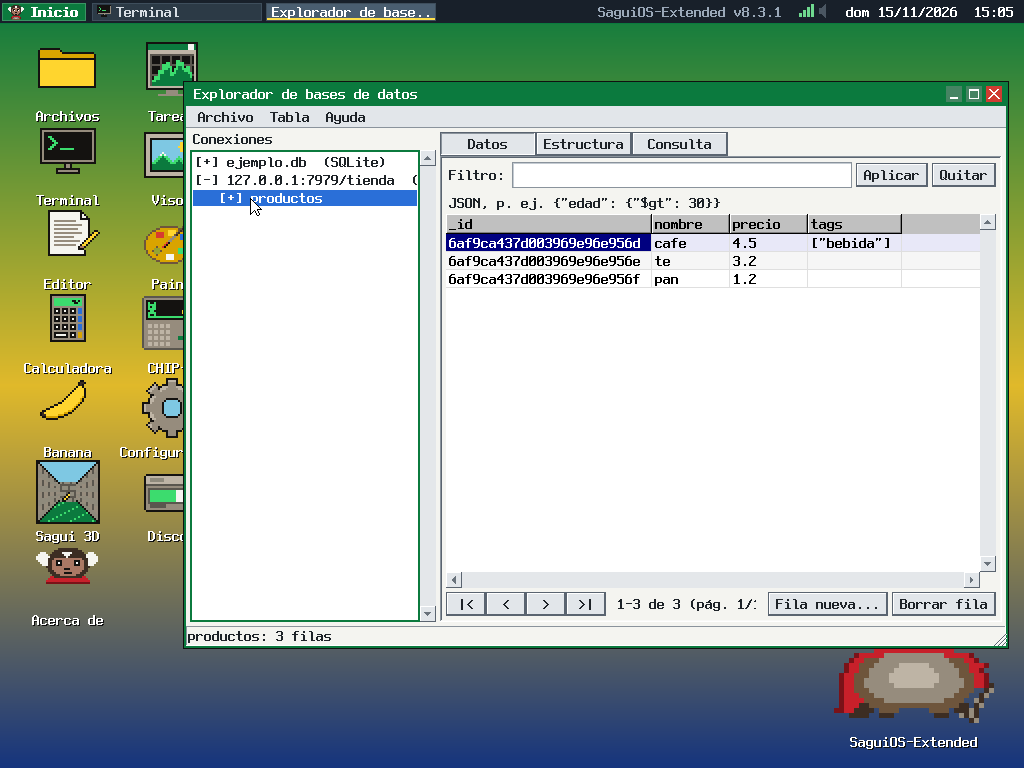 Inicio
Terminal
Explorador de base..
SaguiOS-Extended v8.3.1
dom 15/11/2026
15:05
Archivos
Terminal
Editor
Calculadora
Banana
Sagui 3D
Acerca de
Explorador de bases de datos
Archivo Tabla Ayuda
Conexiones
[+] ejemplo.db (SQLite)
[-] 127.0.0.1:7979/tienda (
[+] productos
Datos Estructura Consulta
Filtro: Aplicar Quitar
JSON, p. ej. {"edad": {"$gt": 30}}
_id nombre precio tags
6af9ca437d003969e96e956d cafe 4.5 ["bebida"]
6af9ca437d003969e96e956e te 3.2
6af9ca437d003969e96e956f pan 1.2
|< < > >| 1-3 de 3 (pág. 1/1 Fila nueva... Borrar fila
productos: 3 filas
SaguiOS-Extended